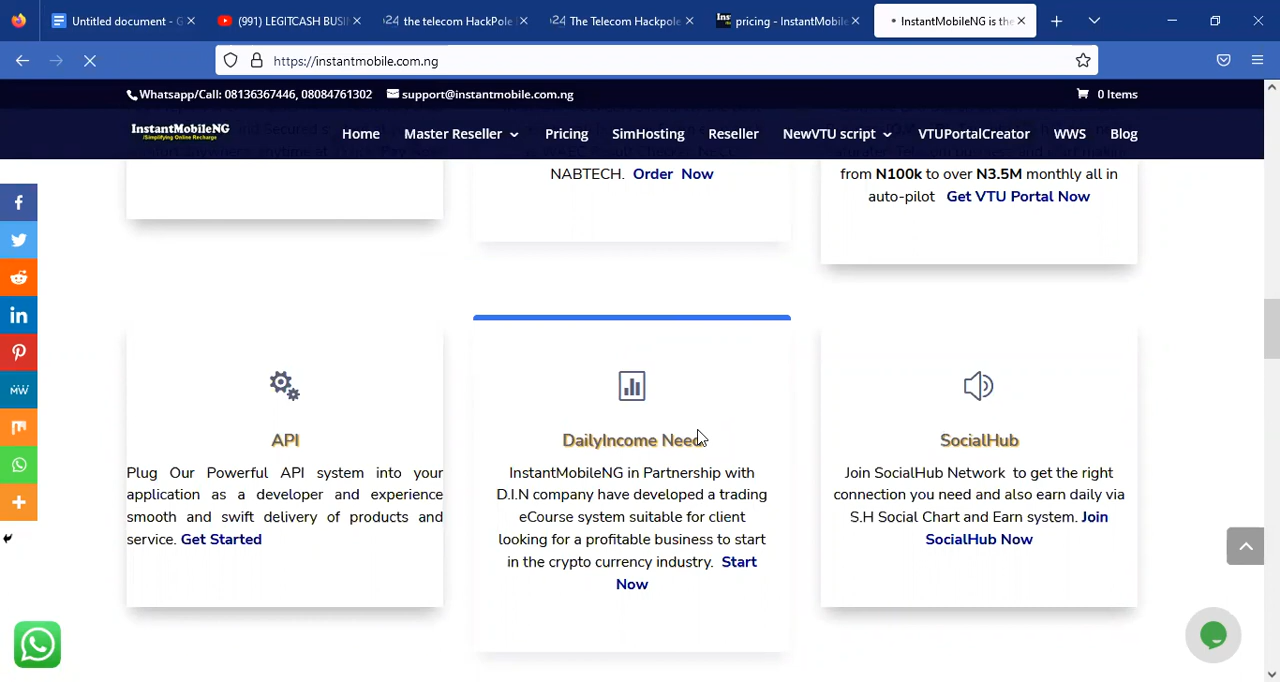 Untitled document - G
(991) LEGITCASH BUSIN
the telecom HackPole
The Telecom Hackpole
pricing - InstantMobile
InstantMobileNG is the
https://instantmobile.com.ng
Whatsapp/Call: 08136367446, 08084761302
support@instantmobile.com.ng
0 Items
InstantMobileNG
/Simplifying Online Recharge
Home
Master Reseller
Pricing
SimHosting
Reseller
NewVTU script
VTUPortalCreator
WWS
Blog
NABTECH. Order Now
from N100k to over N3.5M monthly all in
auto-pilot Get VTU Portal Now
API
Plug Our Powerful API system into your
application as a developer and experience
smooth and swift delivery of products and
service. Get Started
DailyIncome Need
InstantMobileNG in Partnership with
D.I.N company have developed a trading
eCourse system suitable for client
looking for a profitable business to start
in the crypto currency industry. Start
Now
SocialHub
Join SocialHub Network to get the right
connection you need and also earn daily via
S.H Social Chart and Earn system. Join
SocialHub Now